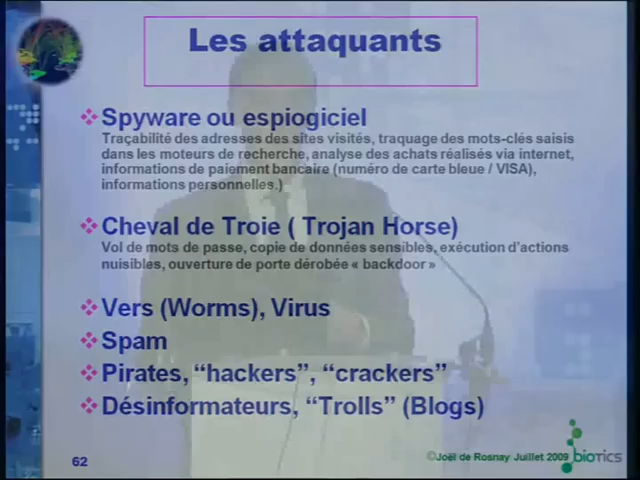 Les attaquants
Spyware ou espiogiciel
Traçabilité des adresses des sites visités, traquage des mots-clés saisis
dans les moteurs de recherche, analyse des achats réalisés via internet,
informations de paiement bancaire (numéro de carte bleue / VISA),
informations personnelles.)
Cheval de Troie ( Trojan Horse)
Vol de mots de passe, copie de données sensibles, exécution d'actions
nuisibles, ouverture de porte dérobée « backdoor »
Vers (Worms), Virus
Spam
Pirates, “hackers”, “crackers”
Désinformateurs, “Trolls” (Blogs)
62
©Joël de Rosnay Juillet 2009
biotics